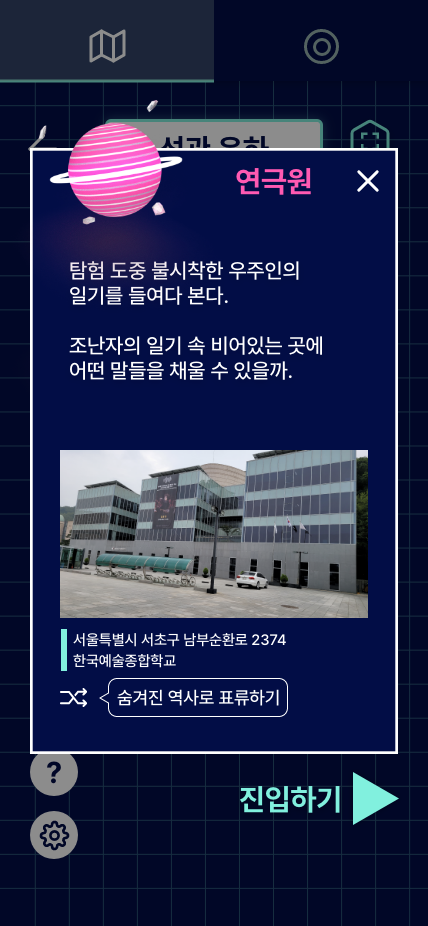 연극원
탐험 도중 불시착한 우주인의
일기를 들여다 본다.
조난자의 일기 속 비어있는 곳에
어떤 말들을 채울 수 있을까.
서울특별시 서초구 남부순환로 2374
한국예술종합학교
숨겨진 역사로 표류하기
?
진입하기